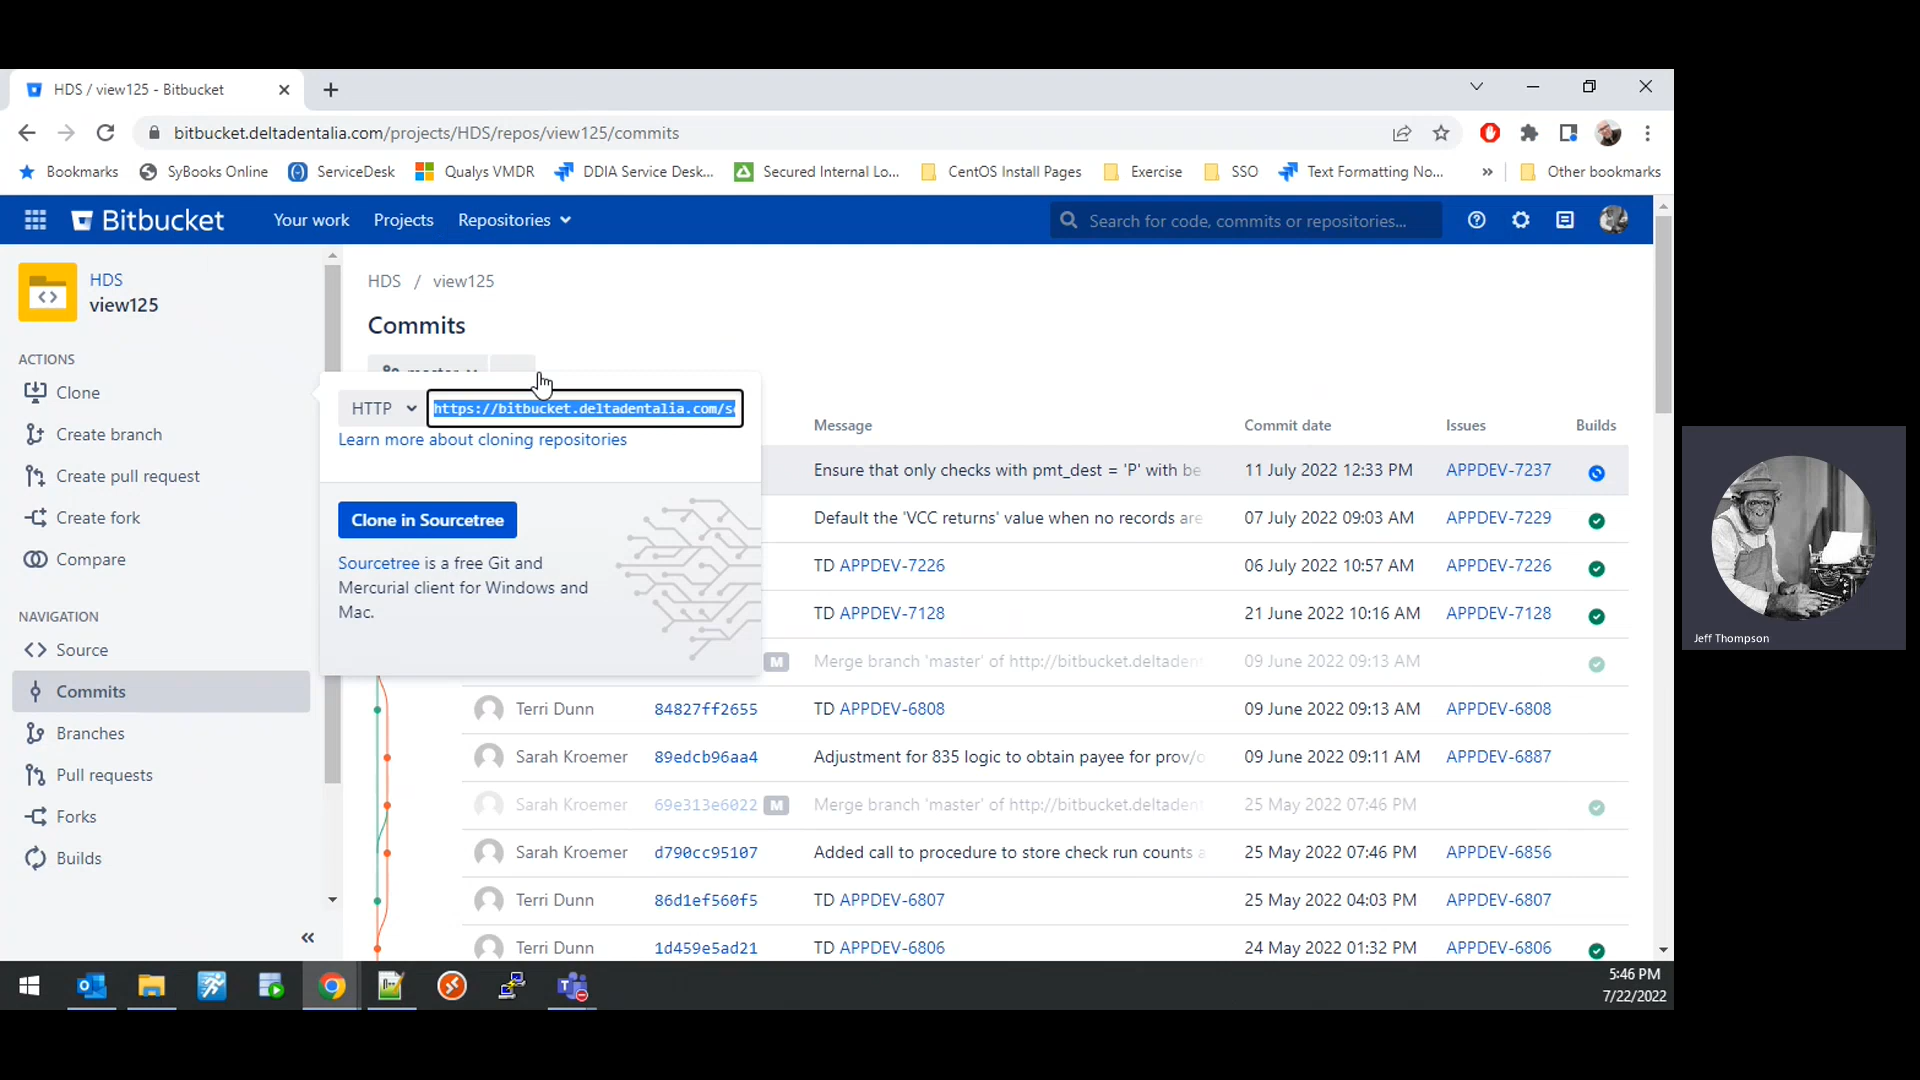 HDS / view125 - Bitbucket
bitbucket.deltadentalia.com/projects/HDS/repos/view125/commits
Bookmarks
SyBooks Online
ServiceDesk
Qualys VMDR
DDIA Service Desk...
Secured Internal Lo...
CentOS Install Pages
Exercise
SSO
Text Formatting No...
»
Other bookmarks
Bitbucket
Your work
Projects
Repositories
Search for code, commits or repositories...
HDS
view125
ACTIONS
Clone
Create branch
Create pull request
Create fork
Compare
NAVIGATION
Source
Commits
Branches
Pull requests
Forks
Builds
HDS / view125
Commits
master
HTTP
https://bitbucket.deltadentalia.com/s
Learn more about cloning repositories
Clone in Sourcetree
Sourcetree is a free Git and
Mercurial client for Windows and
Mac.
Message Commit date Issues Builds
Ensure that only checks with pmt_dest = 'P' with be 11 July 2022 12:33 PM APPDEV-7237
Default the 'VCC returns' value when no records are 07 July 2022 09:03 AM APPDEV-7229
TD APPDEV-7226 06 July 2022 10:57 AM APPDEV-7226
TD APPDEV-7128 21 June 2022 10:16 AM APPDEV-7128
M Merge branch 'master' of http://bitbucket.deltadent 09 June 2022 09:13 AM
Terri Dunn 84827ff2655 TD APPDEV-6808 09 June 2022 09:13 AM APPDEV-6808
Sarah Kroemer 89edcb96aa4 Adjustment for 835 logic to obtain payee for prov/o 09 June 2022 09:11 AM APPDEV-6887
Sarah Kroemer 69e313e6022 M Merge branch 'master' of http://bitbucket.deltadent 25 May 2022 07:46 PM
Sarah Kroemer d790cc95107 Added call to procedure to store check run counts a 25 May 2022 07:46 PM APPDEV-6856
Terri Dunn 86d1ef560f5 TD APPDEV-6807 25 May 2022 04:03 PM APPDEV-6807
Terri Dunn 1d459e5ad21 TD APPDEV-6806 24 May 2022 01:32 PM APPDEV-6806
5:46 PM
7/22/2022
Jeff Thompson